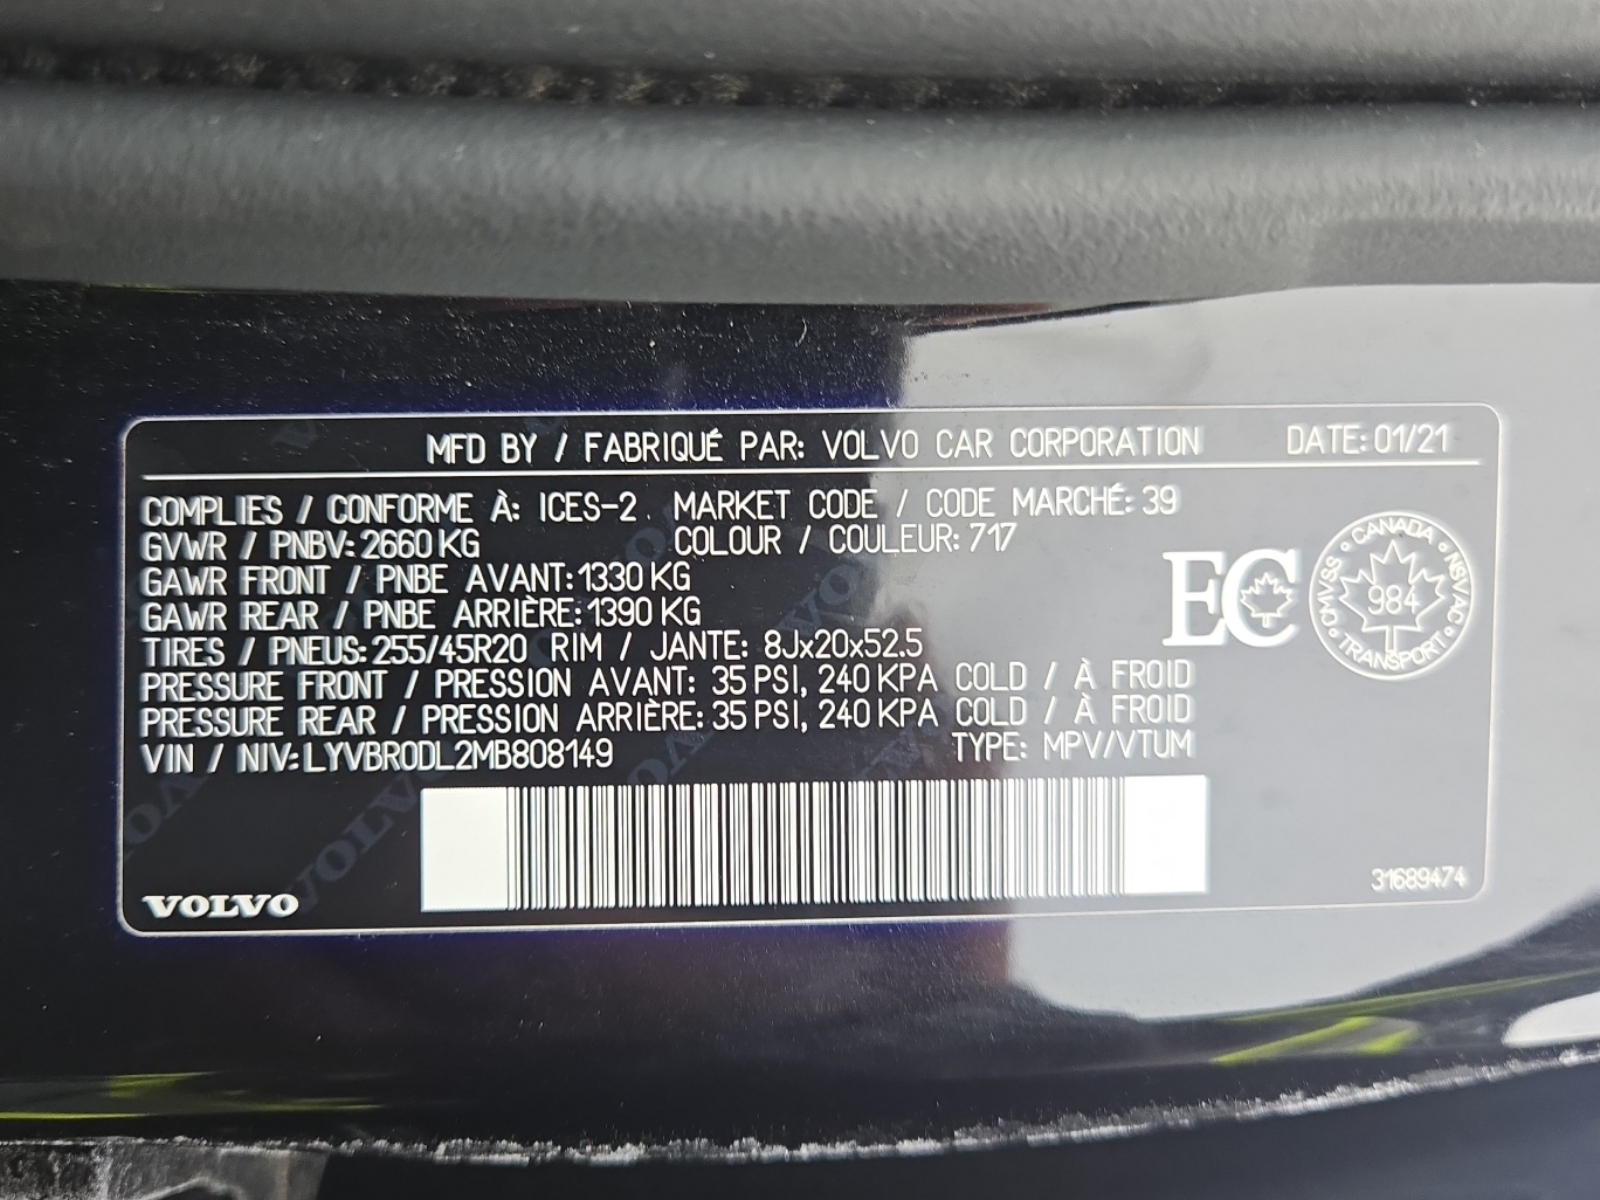 MFD BY / FABRIQUÉ PAR: VOLVO CAR CORPORATION DATE: 01/21
COMPLIES / CONFORME À: ICES-2 MARKET CODE / CODE MARCHÉ: 39
GVWR / PNBV: 2660 KG COLOUR / COULEUR: 717
GAWR FRONT / PNBE AVANT: 1330 KG
GAWR REAR / PNBE ARRIÈRE: 1390 KG
TIRES / PNEUS: 255/45R20 RIM / JANTE: 8Jx20x52.5
PRESSURE FRONT / PRESSION AVANT: 35 PSI, 240 KPA COLD / À FROID
PRESSURE REAR / PRESSION ARRIÈRE: 35 PSI, 240 KPA COLD / À FROID
VIN / NIV: LYVBR0DL2MB808149 TYPE: MPV/VTUM
EC
CANADA
CMVSS
NSVAC
984
TRANSPORT
VOLVO
31689474